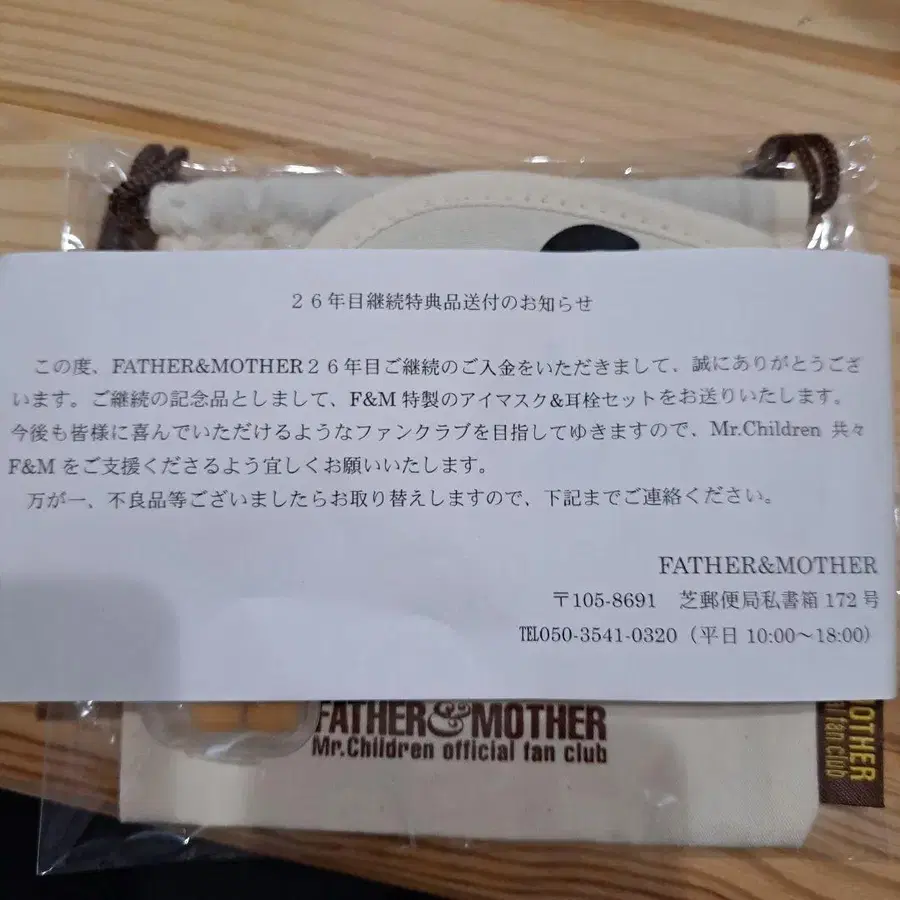 ２６年目継続特典品送付のお知らせ
この度、FATHER&MOTHER２６年目ご継続のご入金をいただきまして、誠にありがとうござ
います。ご継続の記念品としまして、F&M 特製のアイマスク&耳栓セットをお送りいたします。
今後も皆様に喜んでいただけるようなファンクラブを目指してゆきますので、Mr.Children 共々
F&M をご支援くださるよう宜しくお願いいたします。
万が一、不良品等ございましたらお取り替えしますので、下記までご連絡ください。
FATHER&MOTHER
〒105-8691　芝郵便局私書箱 172 号
℡050-3541-0320（平日 10:00～18:00）
FATHER&MOTHER
Mr.Children official fan club
OTHER
fan club